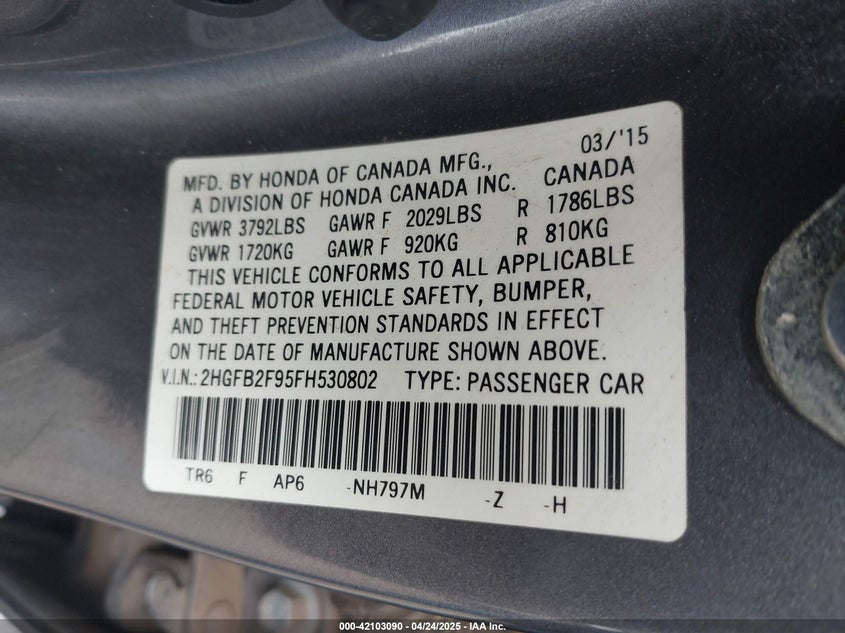 03/'15
MFD. BY HONDA OF CANADA MFG.,
A DIVISION OF HONDA CANADA INC. CANADA
GVWR 3792LBS GAWR F 2029LBS R 1786LBS
GVWR 1720KG GAWR F 920KG R 810KG
THIS VEHICLE CONFORMS TO ALL APPLICABLE
FEDERAL MOTOR VEHICLE SAFETY, BUMPER,
AND THEFT PREVENTION STANDARDS IN EFFECT
ON THE DATE OF MANUFACTURE SHOWN ABOVE.
V.I.N.: 2HGFB2F95FH530802 TYPE: PASSENGER CAR
TR6 F AP6 -NH797M -Z -H
000-42103090 - 04/24/2025 - IAA Inc.